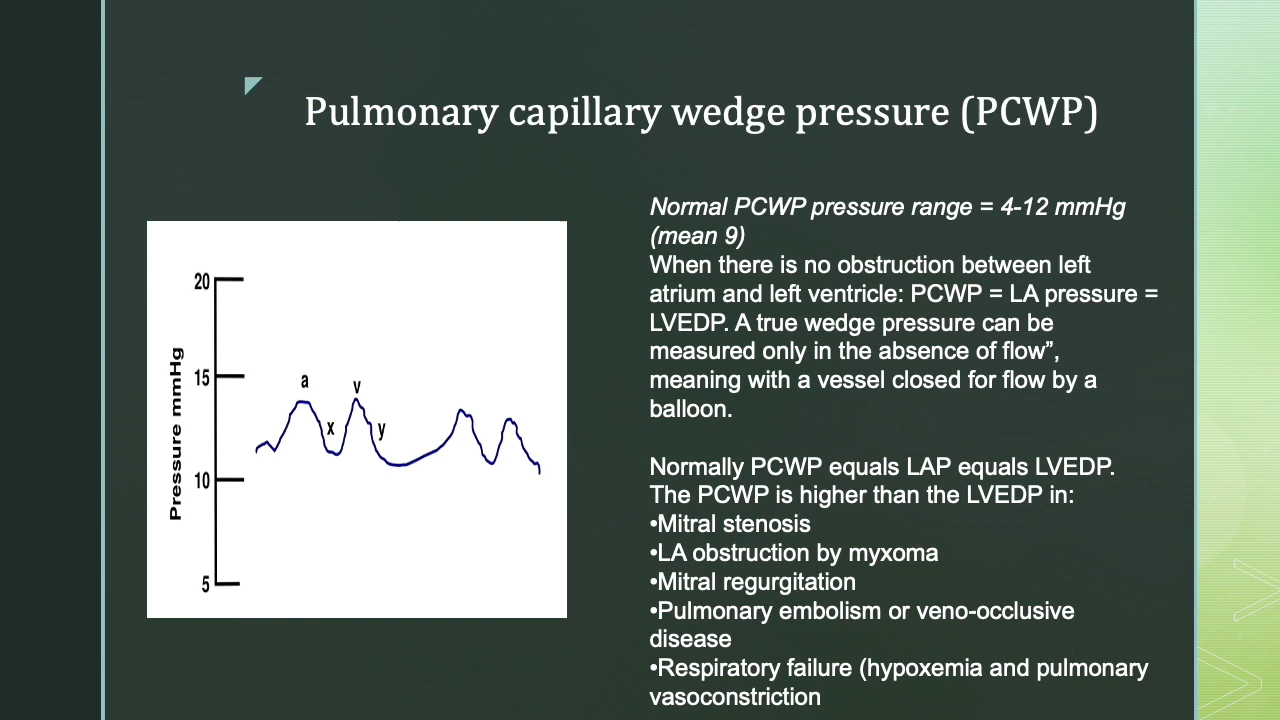 Pulmonary capillary wedge pressure (PCWP)
20
15
10
5
Pressure mmHg
a
v
x
y
Normal PCWP pressure range = 4-12 mmHg
(mean 9)
When there is no obstruction between left
atrium and left ventricle: PCWP = LA pressure =
LVEDP. A true wedge pressure can be
measured only in the absence of flow”,
meaning with a vessel closed for flow by a
balloon.
Normally PCWP equals LAP equals LVEDP.
The PCWP is higher than the LVEDP in:
•Mitral stenosis
•LA obstruction by myxoma
•Mitral regurgitation
•Pulmonary embolism or veno-occlusive
disease
•Respiratory failure (hypoxemia and pulmonary
vasoconstriction